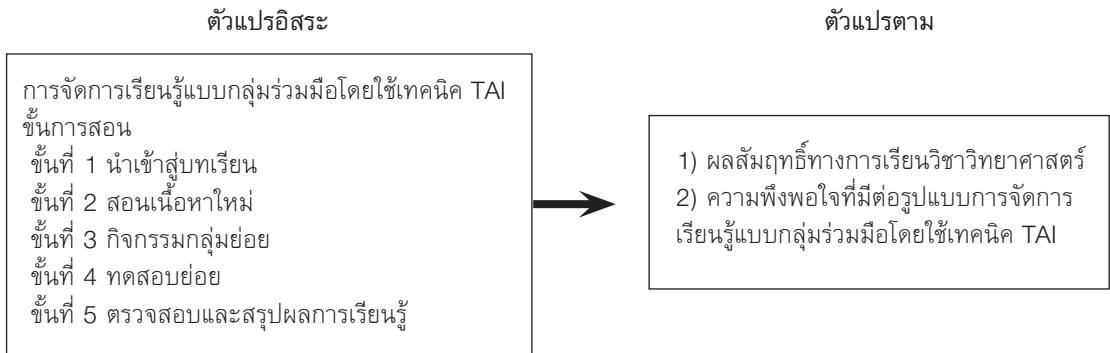 ตัวแปรอิสระ
การจัดการเรียนรู้แบบกลุ่มร่วมมือโดยใช้เทคนิค TAI
ขั้นการสอน
ขั้นที่ 1 นำเข้าสู่บทเรียน
ขั้นที่ 2 สอนเนื้อหาใหม่
ขั้นที่ 3 กิจกรรมกลุ่มย่อย
ขั้นที่ 4 ทดสอบย่อย
ขั้นที่ 5 ตรวจสอบและสรุปผลการเรียนรู้
ตัวแปรตาม
1) ผลสัมฤทธิ์ทางการเรียนวิชาวิทยาศาสตร์
2) ความพึงพอใจที่มีต่อรูปแบบการจัดการ
เรียนรู้แบบกลุ่มร่วมมือโดยใช้เทคนิค TAI